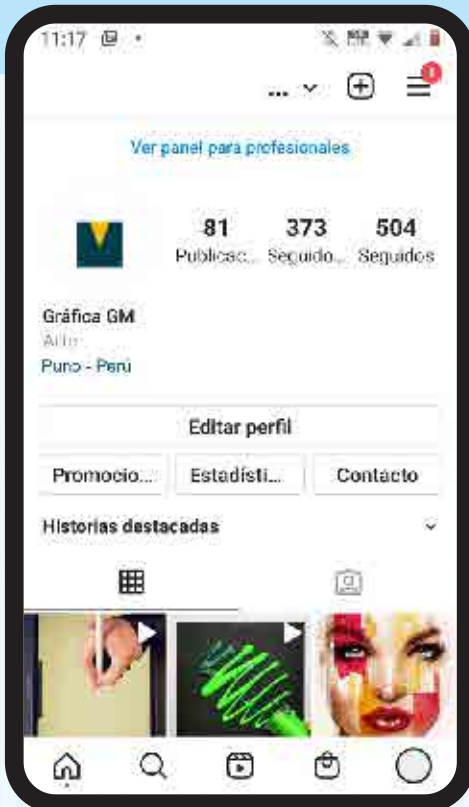 11:17
...
Ver panel para profesionales
81 373 504
Publicac... Seguido... Seguidos
Gráfica GM
Arte
Puno - Perú
Editar perfil
Promocio... Estadísti... Contacto
Historias destacadas